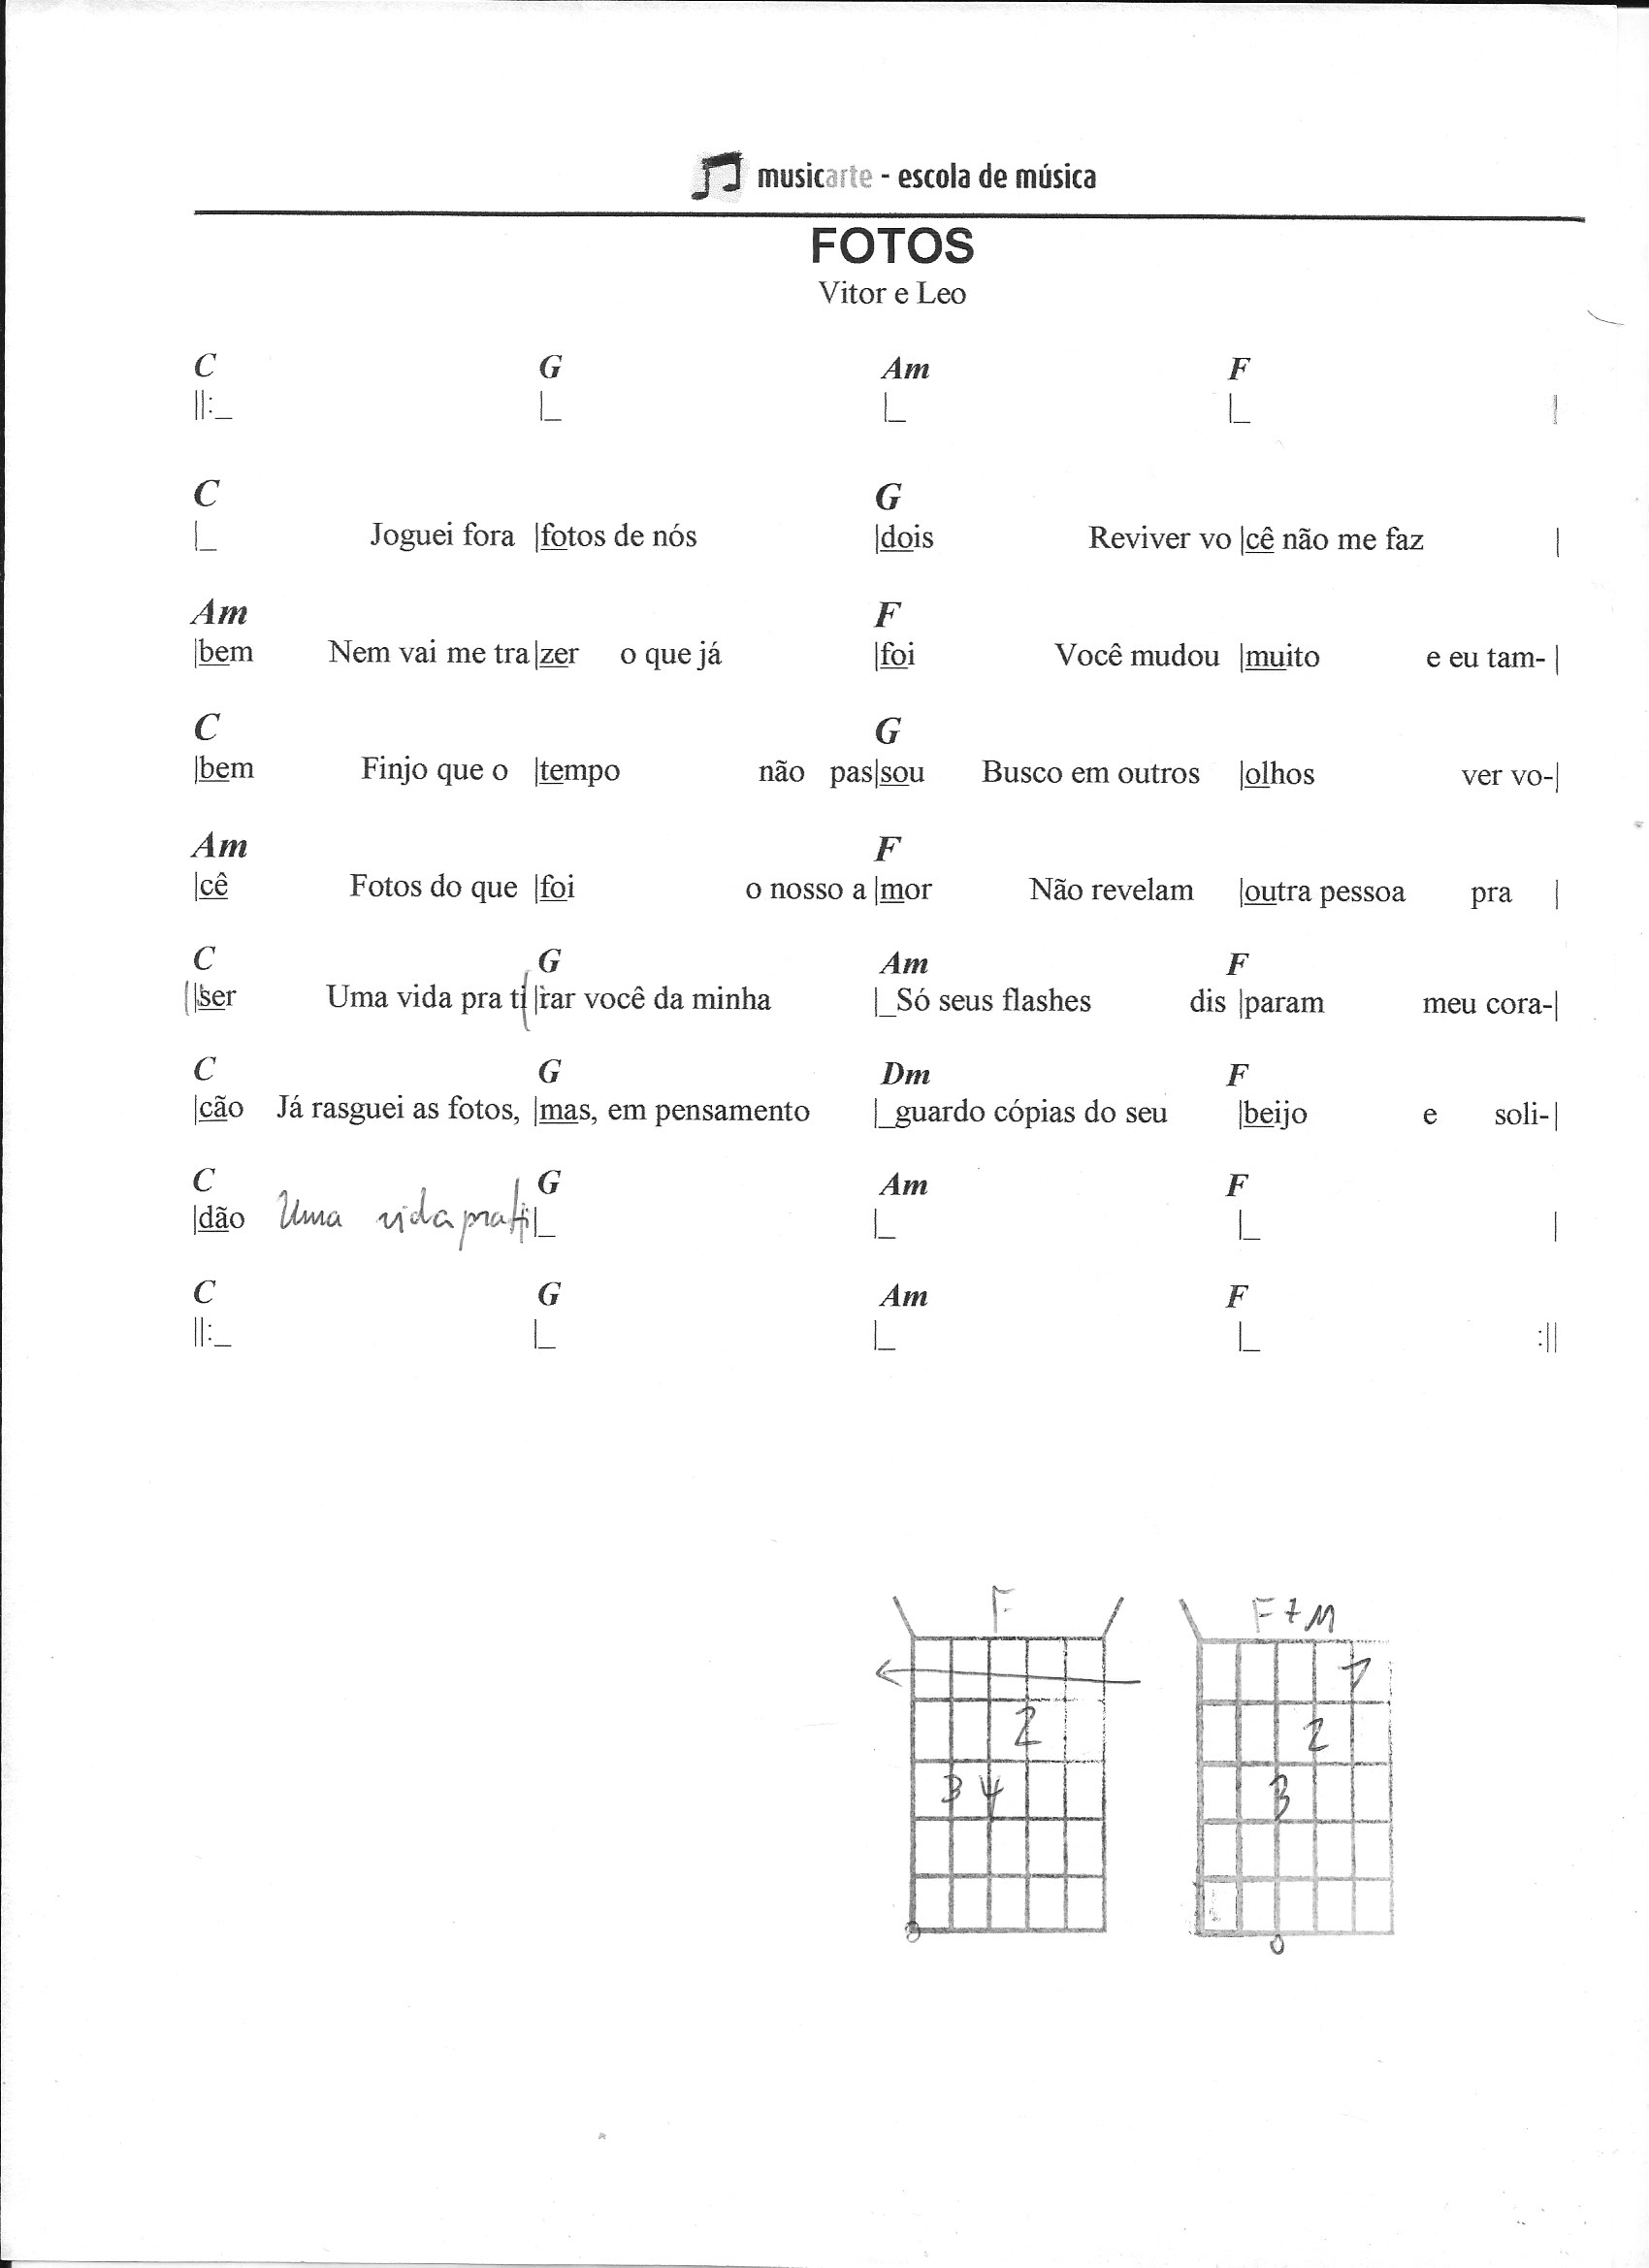 musicarte - escola de música
FOTOS
Vitor e Leo
C G Am F
||:_ |_ |_ |_ |
C G
|_ Joguei fora |fotos de nós |dois Reviver vo |cê não me faz |
Am F
|bem Nem vai me tra|zer o que já |foi Você mudou |muito e eu tam- |
C G
|bem Finjo que o |tempo não pas|sou Busco em outros |olhos ver vo-|
Am F
|cê Fotos do que |foi o nosso a |mor Não revelam |outra pessoa pra |
C G Am F
|ser Uma vida pra ti |rar você da minha |_Só seus flashes dis |param meu cora-|
C G Dm F
|cão Já rasguei as fotos, |mas, em pensamento |_guardo cópias do seu |beijo e soli-|
C G Am F
|dão Uma vida pra ti |_ |_ |_ |
C G Am F
||:_ |_ |_ |_ :||
F F7M
1
2 2
3 4 3
0 0